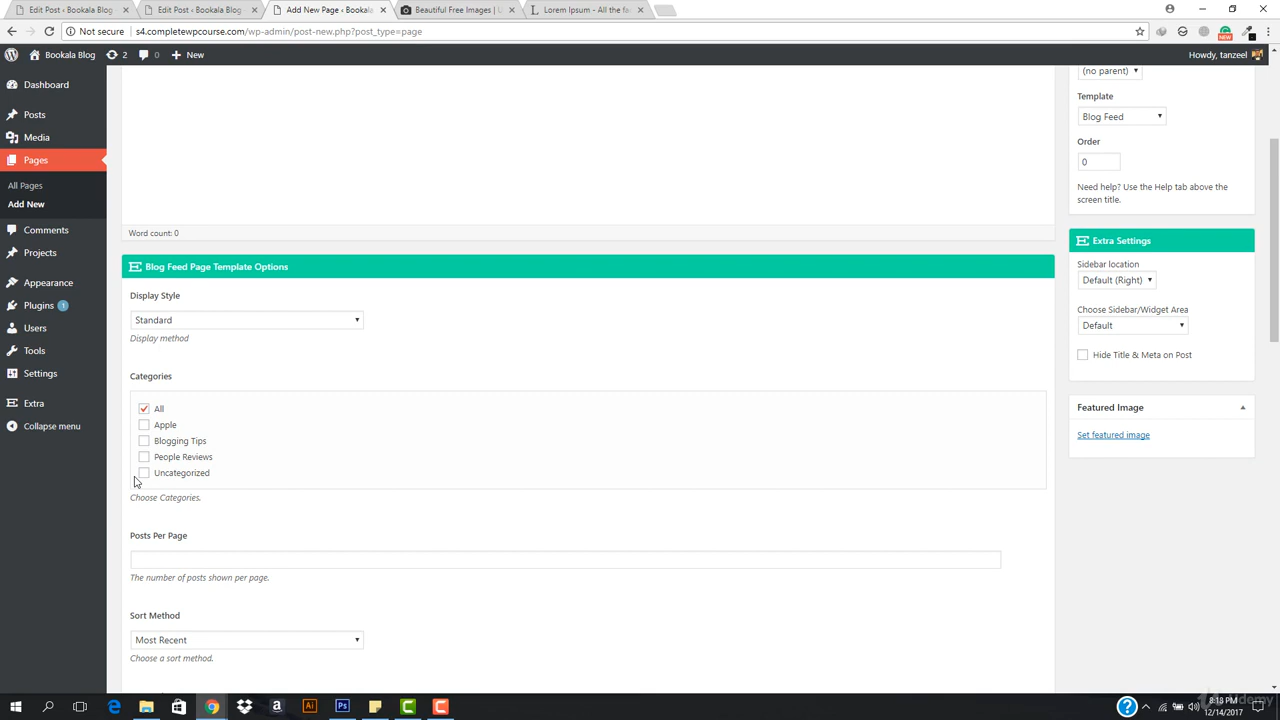 Edit Post ‹ Bookala Blog
Edit Post ‹ Bookala Blog
Add New Page ‹ Bookala
Beautiful Free Images | U
Lorem Ipsum - All the fa
Not secure
s4.completewpcourse.com/wp-admin/post-new.php?post_type=page
Bookala Blog
2
0
New
Howdy, tanzeel
Dashboard
Posts
Media
Pages
All Pages
Add New
Comments
Projects
Appearance
Plugins 1
Users
Tools
Settings
Extra
Collapse menu
Word count: 0
Blog Feed Page Template Options
Display Style
Standard
Display method
Categories
All
Apple
Blogging Tips
People Reviews
Uncategorized
Choose Categories.
Posts Per Page
The number of posts shown per page.
Sort Method
Most Recent
Choose a sort method.
(no parent)
Template
Blog Feed
Order
0
Need help? Use the Help tab above the
screen title.
Extra Settings
Sidebar location
Default (Right)
Choose Sidebar/Widget Area
Default
Hide Title & Meta on Post
Featured Image
Set featured image
8:18 PM
12/14/2017